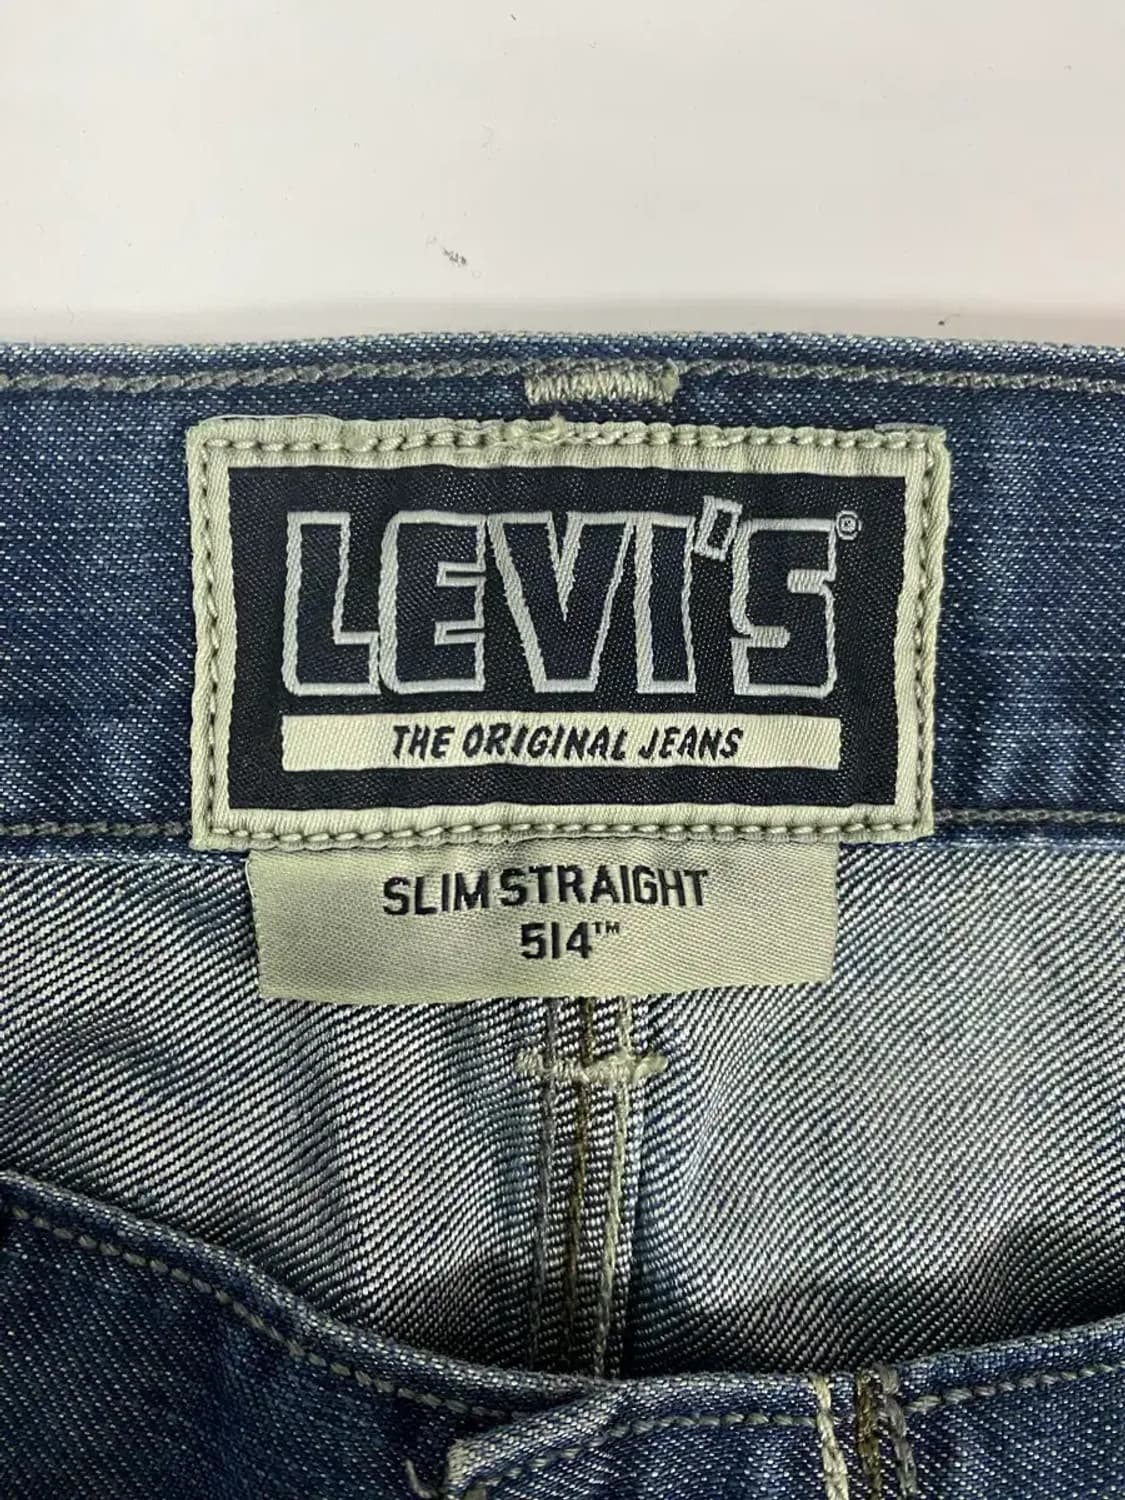 LEVI'S®
THE ORIGINAL JEANS
SLIM STRAIGHT
514™